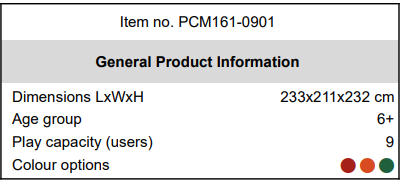 Item no. PCM161-0901
General Product Information
Dimensions LxWxH 233x211x232 cm
Age group 6+
Play capacity (users) 9
Colour options